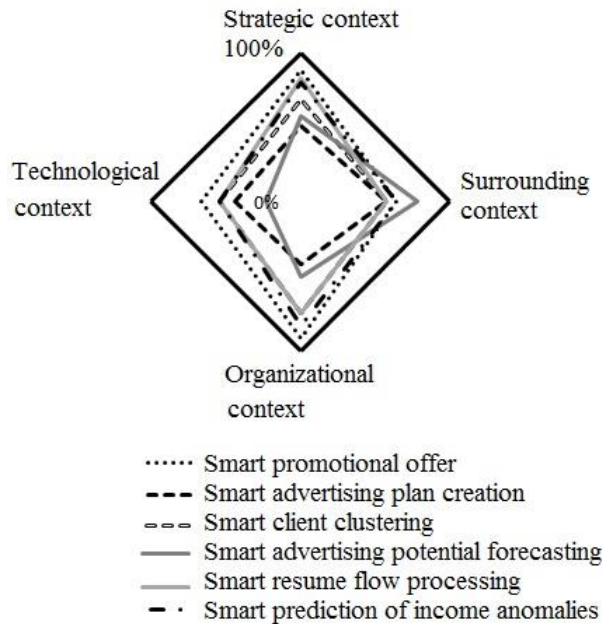 Strategic context
100%
Technological
context
0%
Surrounding
context
Organizational
context
Smart promotional offer
Smart advertising plan creation
Smart client clustering
Smart advertising potential forecasting
Smart resume flow processing
Smart prediction of income anomalies